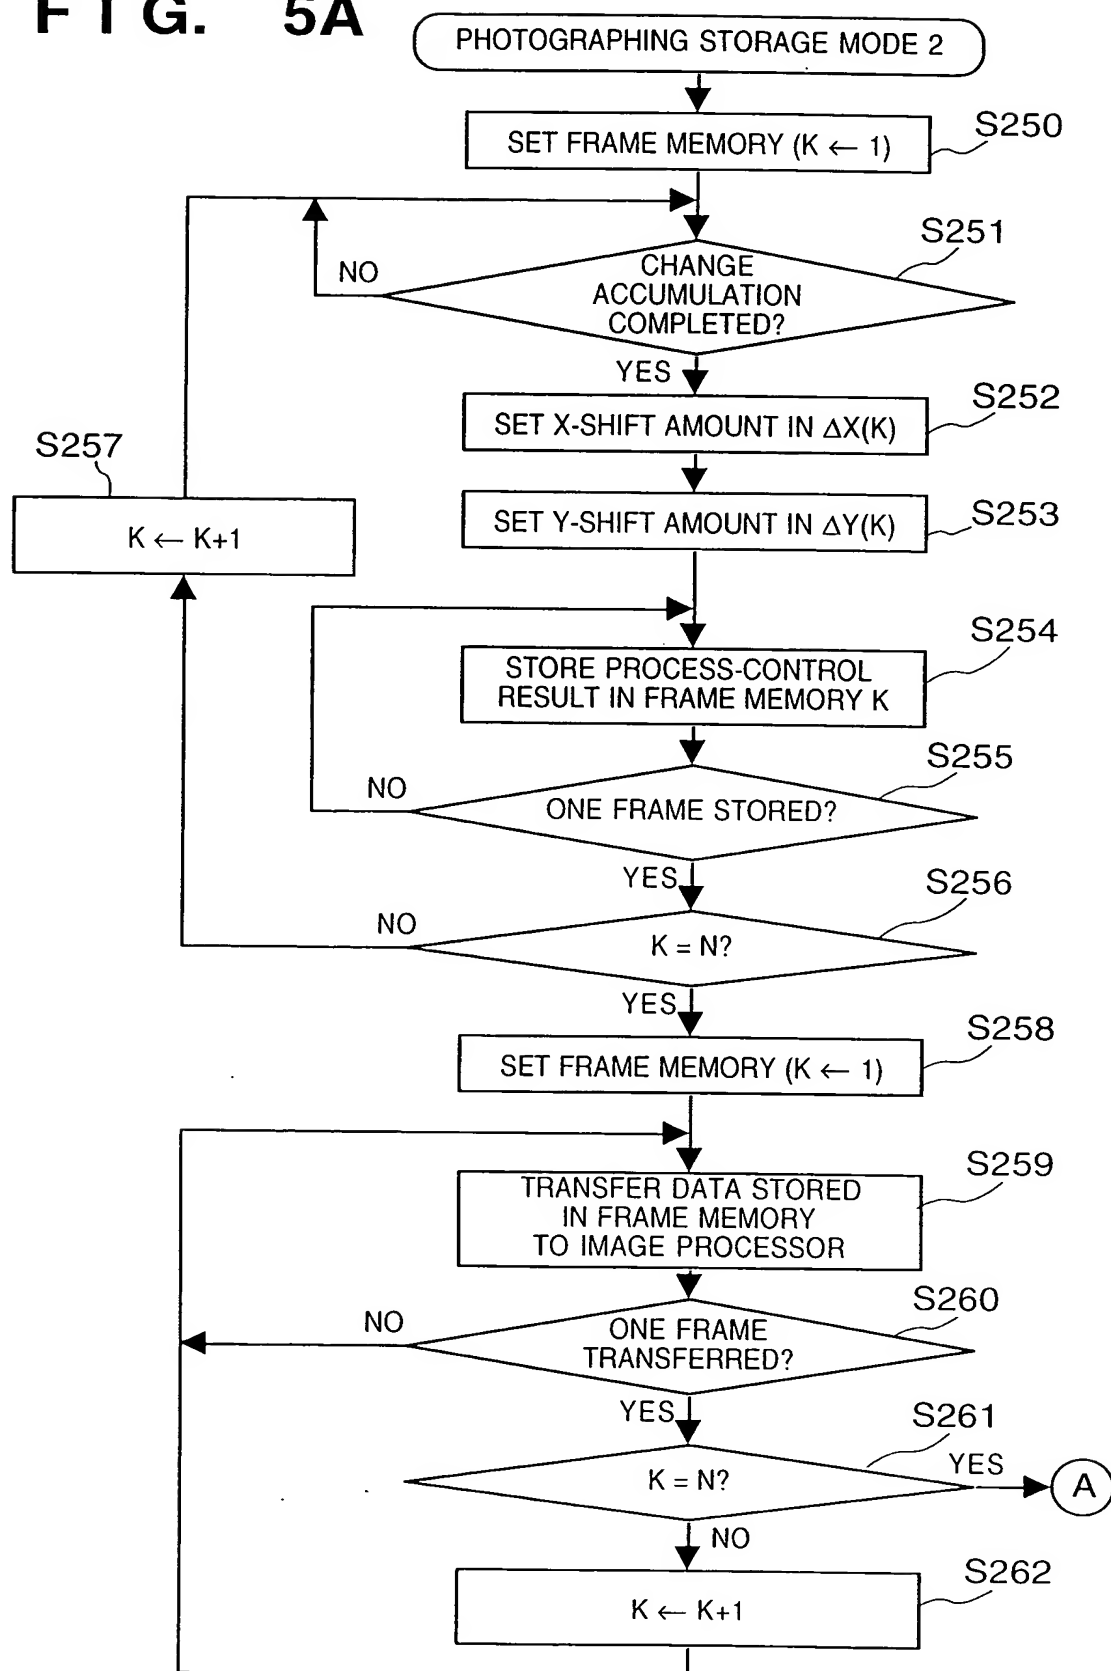 FIG. 5A
PHOTOGRAPHING STORAGE MODE 2
SET FRAME MEMORY (K ← 1)
S250
S251
CHANGE
ACCUMULATION
COMPLETED?
NO
YES
S252
SET X-SHIFT AMOUNT IN ΔX(K)
S257
K ← K+1
S253
SET Y-SHIFT AMOUNT IN ΔY(K)
S254
STORE PROCESS-CONTROL
RESULT IN FRAME MEMORY K
S255
NO
ONE FRAME STORED?
YES
S256
NO
K = N?
YES
S258
SET FRAME MEMORY (K ← 1)
S259
TRANSFER DATA STORED
IN FRAME MEMORY
TO IMAGE PROCESSOR
S260
NO
ONE FRAME
TRANSFERRED?
YES
S261
K = N?
YES
A
NO
S262
K ← K+1